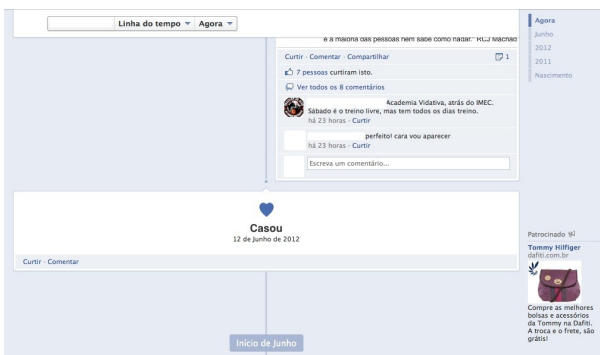 Linha do tempo Agora
e a maioria das pessoas nem sabe como nadar." RCJ Machado
Curtir · Comentar · Compartilhar 1
7 pessoas curtiram isto.
Ver todos os 8 comentários
Academia Vidativa, atrás do IMEC.
Sábado é o treino livre, mas tem todos os dias treino.
há 23 horas · Curtir
perfeito! cara vou aparecer
há 23 horas · Curtir
Escreva um comentário...
Casou
12 de Junho de 2012
Curtir · Comentar
Início de Junho
Agora
Junho
2012
2011
Nascimento
Patrocinado
Tommy Hilfiger
dafiti.com.br
Compre as melhores
bolsas e acessórios
da Tommy na Dafiti.
A troca e o frete, são
grátis!